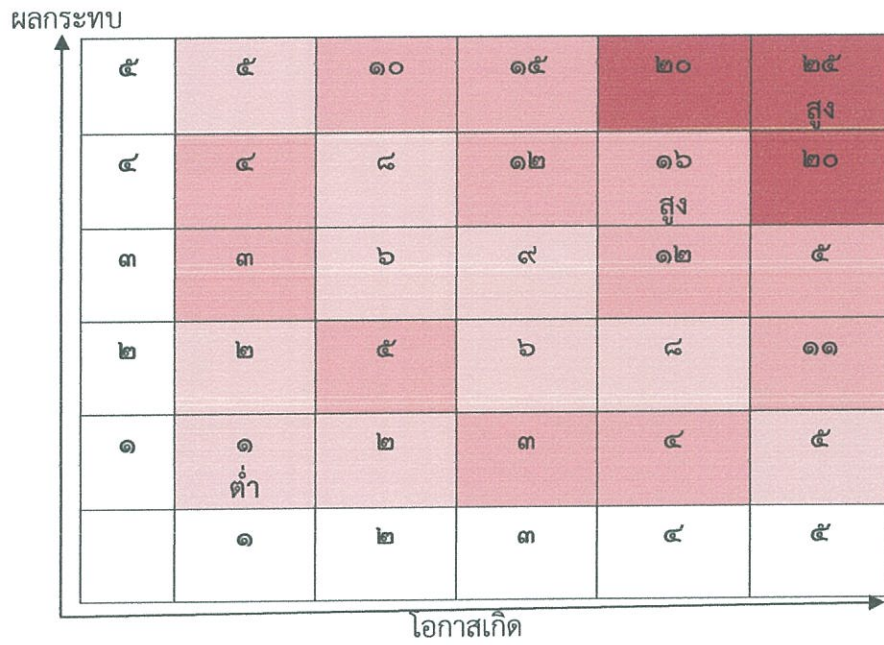 ผลกระทบ
๕ ๕ ๑๐ ๑๕ ๒๐ ๒๕
สูง
๔ ๔ ๘ ๑๒ ๑๖ ๒๐
สูง
๓ ๓ ๖ ๙ ๑๒ ๕
๒ ๒ ๕ ๖ ๘ ๑๑
๑ ๑ ๒ ๓ ๔ ๕
ต่ำ
๑ ๒ ๓ ๔ ๕
โอกาสเกิด